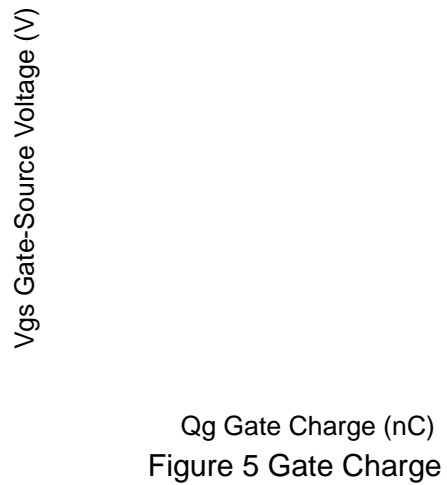 Vgs Gate-Source Voltage (V)
Qg Gate Charge (nC)
Figure 5 Gate Charge